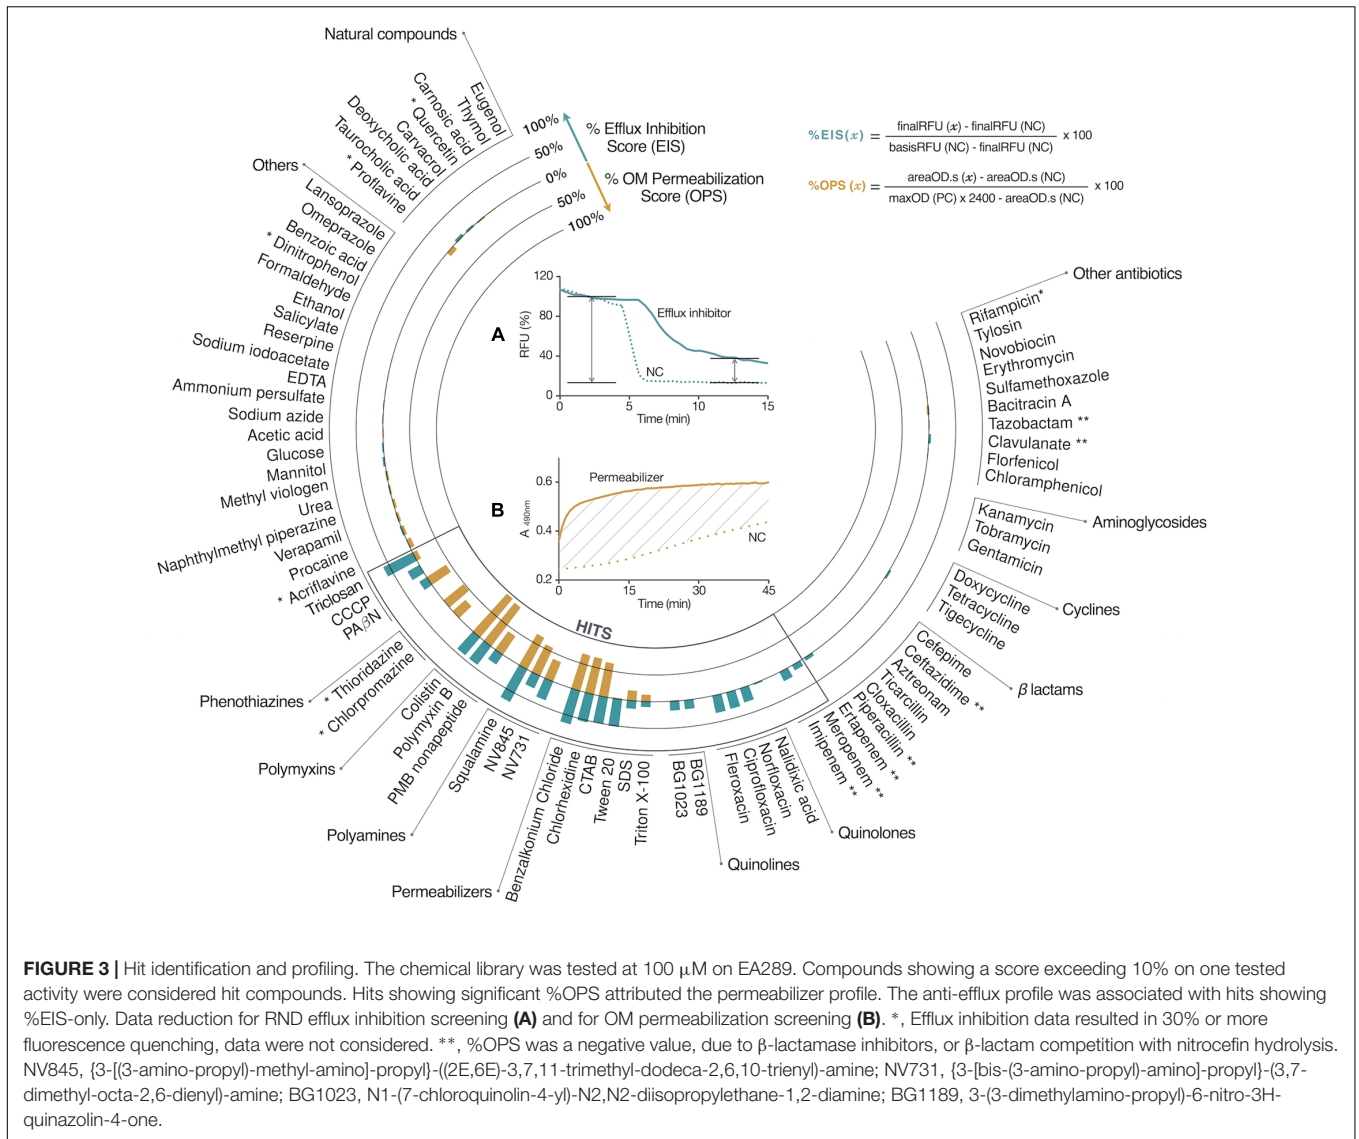 Natural compounds
Eugenol
Thymol
Carnosic acid
* Quercetin
Carvacrol
Deoxycholic acid
Taurocholic acid
* Proflavine
Others
Lansoprazole
Omeprazole
Benzoic acid
* Dinitrophenol
Formaldehyde
Ethanol
Salicylate
Reserpine
Sodium iodoacetate
EDTA
Ammonium persulfate
Sodium azide
Acetic acid
Glucose
Mannitol
Methyl viologen
Urea
Naphthylmethyl piperazine
Verapamil
Procaine
* Acriflavine
Triclosan
CCCP
PAβN
Phenothiazines
* Thioridazine
* Chlorpromazine
Polymyxins
Colistin
Polymyxin B
PMB nonapeptide
Polyamines
Squalamine
NV845
NV731
Permeabilizers
Benzalkonium Chloride
Chlorhexidine
CTAB
Tween 20
SDS
Triton X-100
Quinolines
BG1023
BG1189
Quinolones
Fleroxacin
Ciprofloxacin
Norfloxacin
Nalidixic acid
β lactams
Imipenem **
Meropenem **
Ertapenem **
Piperacillin **
Cloxacillin
Ticarcillin
Aztreonam
Ceftazidime **
Cefepime
Cyclines
Tigecycline
Tetracycline
Doxycycline
Aminoglycosides
Gentamicin
Tobramycin
Kanamycin
Other antibiotics
Chloramphenicol
Florfenicol
Clavulanate **
Tazobactam **
Bacitracin A
Sulfamethoxazole
Erythromycin
Novobiocin
Tylosin
Rifampicin*
100%
50%
0%
50%
100%
% Efflux Inhibition
Score (EIS)
% OM Permeabilization
Score (OPS)
%EIS(x) = finalRFU (x) - finalRFU (NC) x 100
basisRFU (NC) - finalRFU (NC)
%OPS (x) = areaOD.s (x) - areaOD.s (NC) x 100
maxOD (PC) x 2400 - areaOD.s (NC)
A
RFU (%)
120
80
40
0
Efflux inhibitor
NC
0 5 10 15
Time (min)
B
A 490nm
0.6
0.4
0.2
Permeabilizer
NC
0 15 30 45
Time (min)
HITS
FIGURE 3 | Hit identification and profiling. The chemical library was tested at 100 μM on EA289. Compounds showing a score exceeding 10% on one tested
activity were considered hit compounds. Hits showing significant %OPS attributed the permeabilizer profile. The anti-efflux profile was associated with hits showing
%EIS-only. Data reduction for RND efflux inhibition screening (A) and for OM permeabilization screening (B). *, Efflux inhibition data resulted in 30% or more
fluorescence quenching, data were not considered. **, %OPS was a negative value, due to β-lactamase inhibitors, or β-lactam competition with nitrocefin hydrolysis.
NV845, {3-[(3-amino-propyl)-methyl-amino]-propyl}-((2E,6E)-3,7,11-trimethyl-dodeca-2,6,10-trienyl)-amine; NV731, {3-[bis-(3-amino-propyl)-amino]-propyl}-(3,7-
dimethyl-octa-2,6-dienyl)-amine; BG1023, N1-(7-chloroquinolin-4-yl)-N2,N2-diisopropylethane-1,2-diamine; BG1189, 3-(3-dimethylamino-propyl)-6-nitro-3H-
quinazolin-4-one.